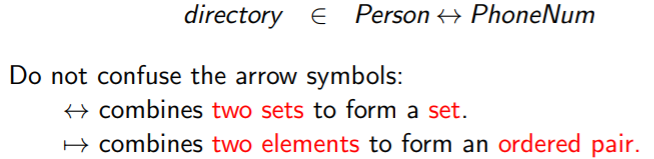 directory ∈ Person ↔ PhoneNum
Do not confuse the arrow symbols:
↔ combines two sets to form a set.
↦ combines two elements to form an ordered pair.